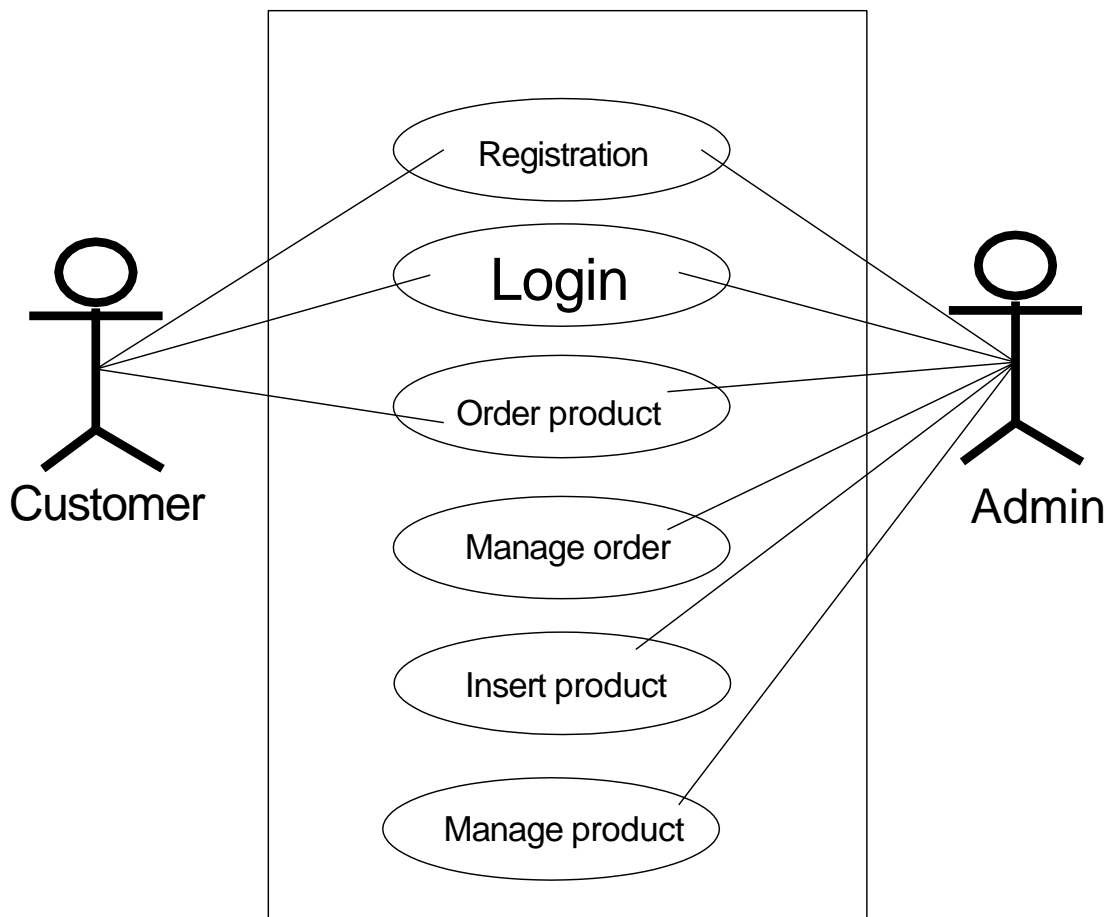 Registration
Login
Order product
Customer
Admin
Manage order
Insert product
Manage product